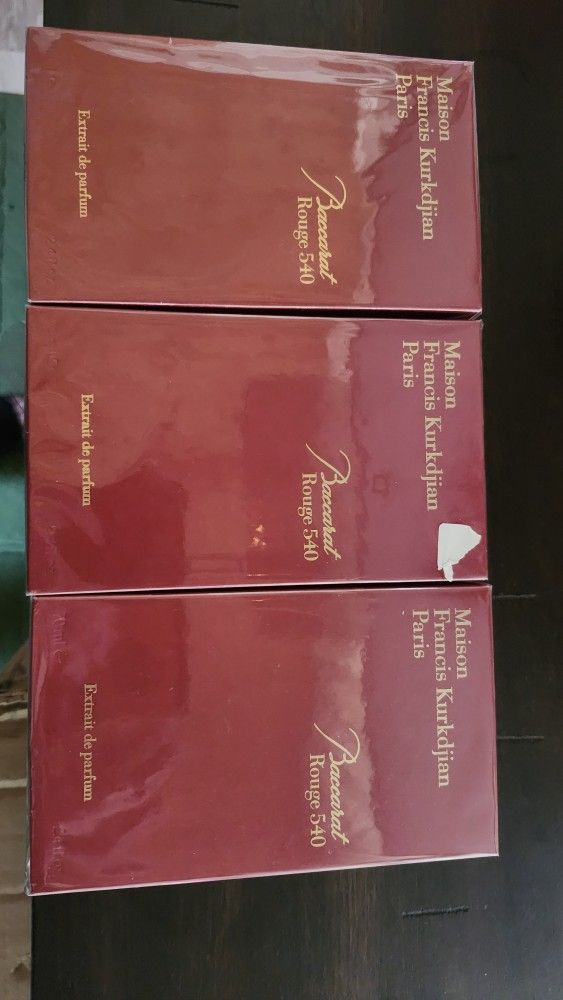 Maison
Francis Kurkdjian
Paris
Baccarat
Rouge 540
Extrait de parfum
Maison
Francis Kurkdjian
Paris
Baccarat
Rouge 540
Extrait de parfum
Maison
Francis Kurkdjian
Paris
Baccarat
Rouge 540
Extrait de parfum